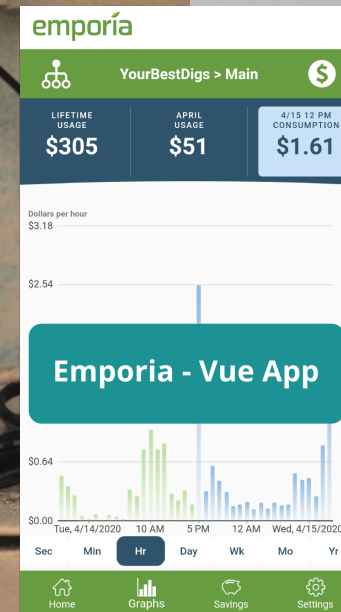 emporia
YourBestDigs > Main
$
LIFETIME USAGE
$305
APRIL USAGE
$51
4/15 12 PM CONSUMPTION
$1.61
Dollars per hour
$3.18
$2.54
Emporia - Vue App
$0.64
$0.00
Tue, 4/14/2020 10 AM 5 PM 12 AM Wed, 4/15/2020
Sec Min Hr Day Wk Mo Yr
Home Graphs Savings Settings